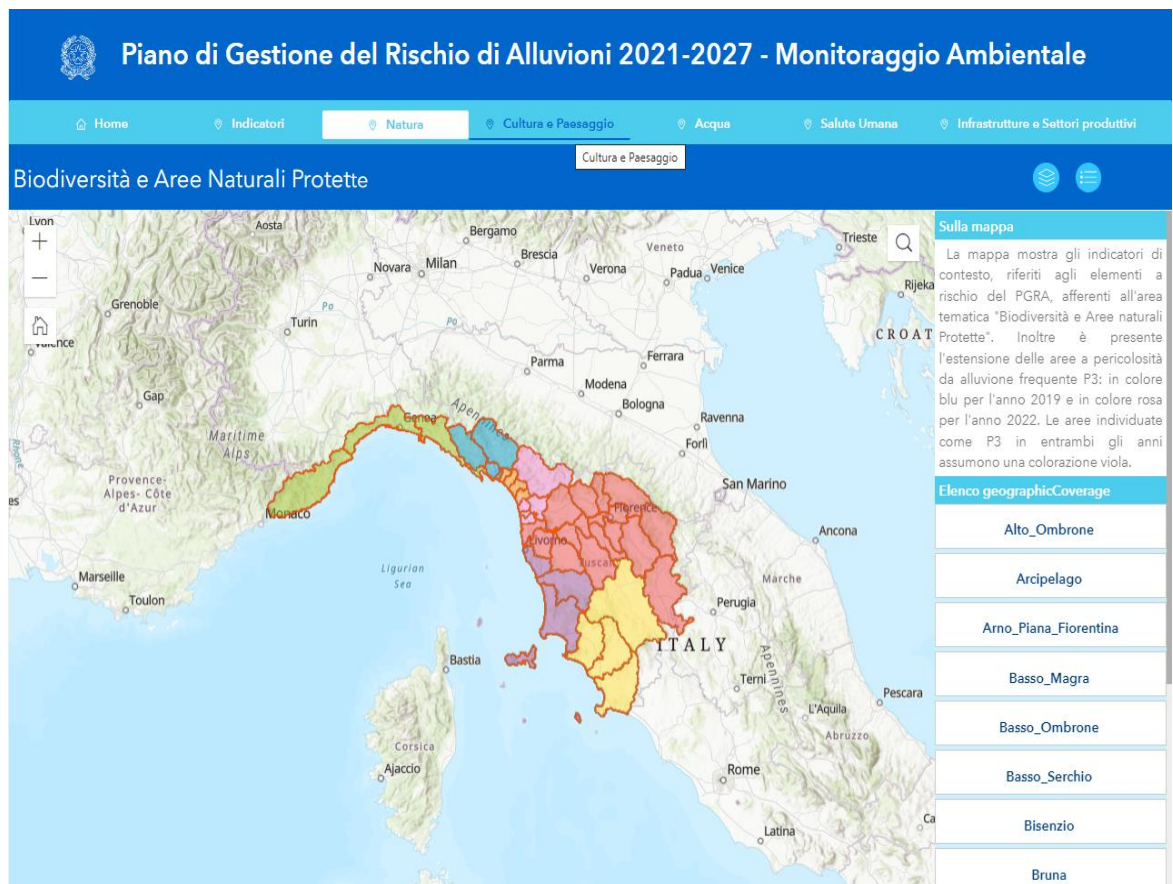 Piano di Gestione del Rischio di Alluvioni 2021-2027 - Monitoraggio Ambientale
Home
Indicatori
Natura
Cultura e Paesaggio
Acqua
Salute Umana
Infrastrutture e Settori produttivi
Cultura e Paesaggio
Biodiversità e Aree Naturali Protette
Lyon
Aosta
Bergamo
Brescia
Novara
Milan
Verona
Veneto
Padua
Venice
Trieste
Rijeka
Grenoble
Turin
Po
Po
CROAT
Parma
Ferrara
Modena
Bologna
Gap
Apennines
Genoa
Ravenna
Forlì
Maritime
Alps
Rhone
Provence-
Alpes- Côte
d'Azur
Monaco
San Marino
Florence
Ancona
Livorno
Tuscan
Ligurian
Sea
Marche
Marseille
Toulon
Perugia
ITALY
Apennines
Bastia
Terni
L'Aquila
Pescara
Abruzzo
Corsica
Ajaccio
Rome
Latina
Ca
Sulla mappa
La mappa mostra gli indicatori di
contesto, riferiti agli elementi a
rischio del PGRA, afferenti all'area
tematica "Biodiversità e Aree naturali
Protette". Inoltre è presente
l'estensione delle aree a pericolosità
da alluvione frequente P3: in colore
blu per l'anno 2019 e in colore rosa
per l'anno 2022. Le aree individuate
come P3 in entrambi gli anni
assumono una colorazione viola.
Elenco geographicCoverage
Alto_Ombrone
Arcipelago
Arno_Piana_Fiorentina
Basso_Magra
Basso_Ombrone
Basso_Serchio
Bisenzio
Bruna